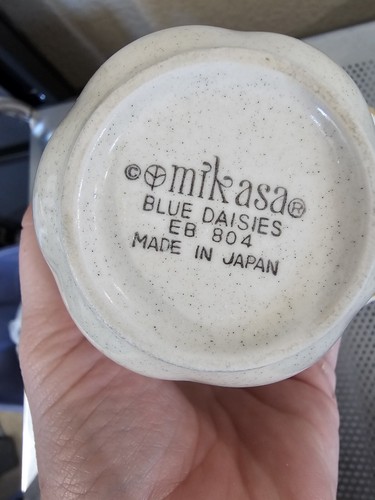 © mikasa®
BLUE DAISIES
EB 804
MADE IN JAPAN